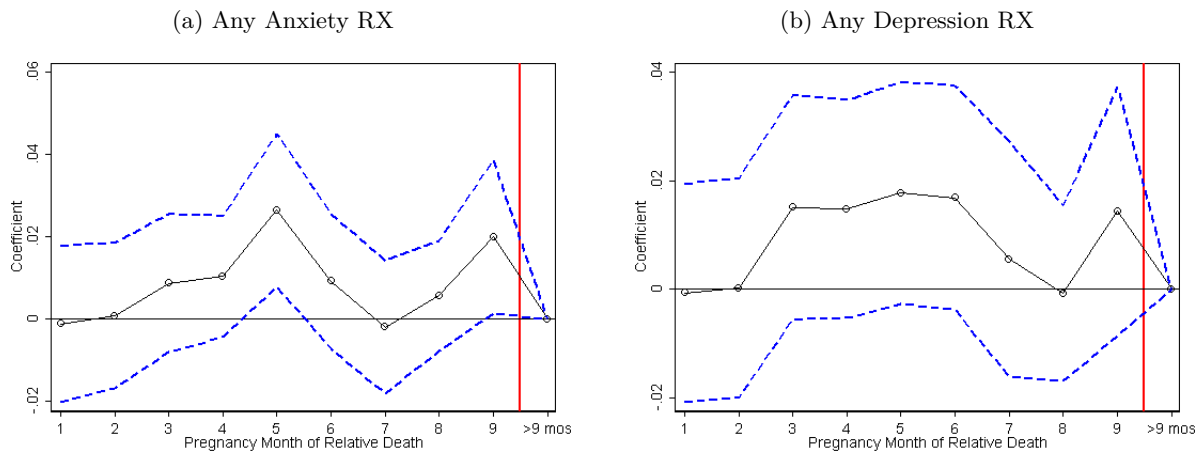 (a) Any Anxiety RX
.06
.04
.02
0
-.02
Coefficient
1 2 3 4 5 6 7 8 9 >9 mos
Pregnancy Month of Relative Death
(b) Any Depression RX
.04
.02
0
-.02
Coefficient
1 2 3 4 5 6 7 8 9 >9 mos
Pregnancy Month of Relative Death